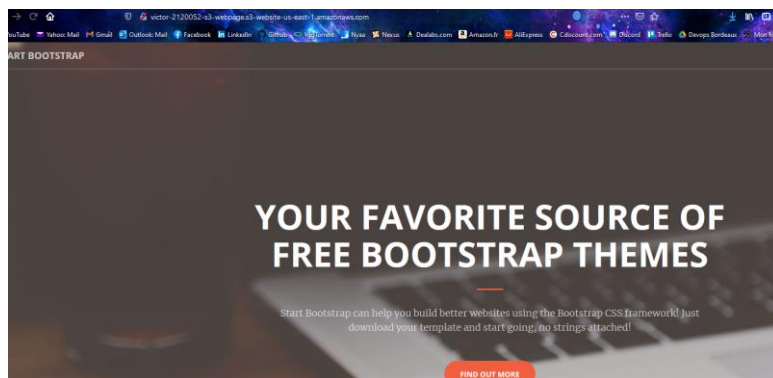 victor-2120052-s3-webpage.s3-website-us-east-1.amazonaws.com
YouTube Yahoo: Mail Gmail Outlook: Mail Facebook LinkedIn Github YggTorrent Nyaa Nexus Dealabs.com Amazon.fr AliExpress Cdiscount.com Discord Trello Devops Bordeaux
ART BOOTSTRAP
YOUR FAVORITE SOURCE OF
FREE BOOTSTRAP THEMES
Start Bootstrap can help you build better websites using the Bootstrap CSS framework! Just
download your template and start going, no strings attached!
FIND OUT MORE